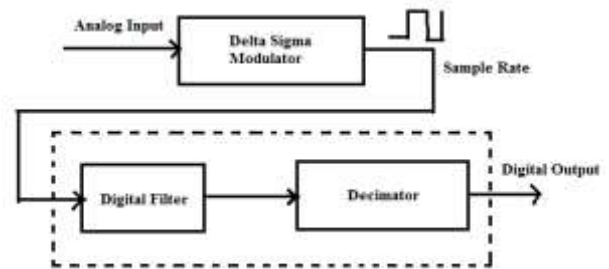 Analog Input
Delta Sigma
Modulator
Sample Rate
Digital Filter
Decimator
Digital Output